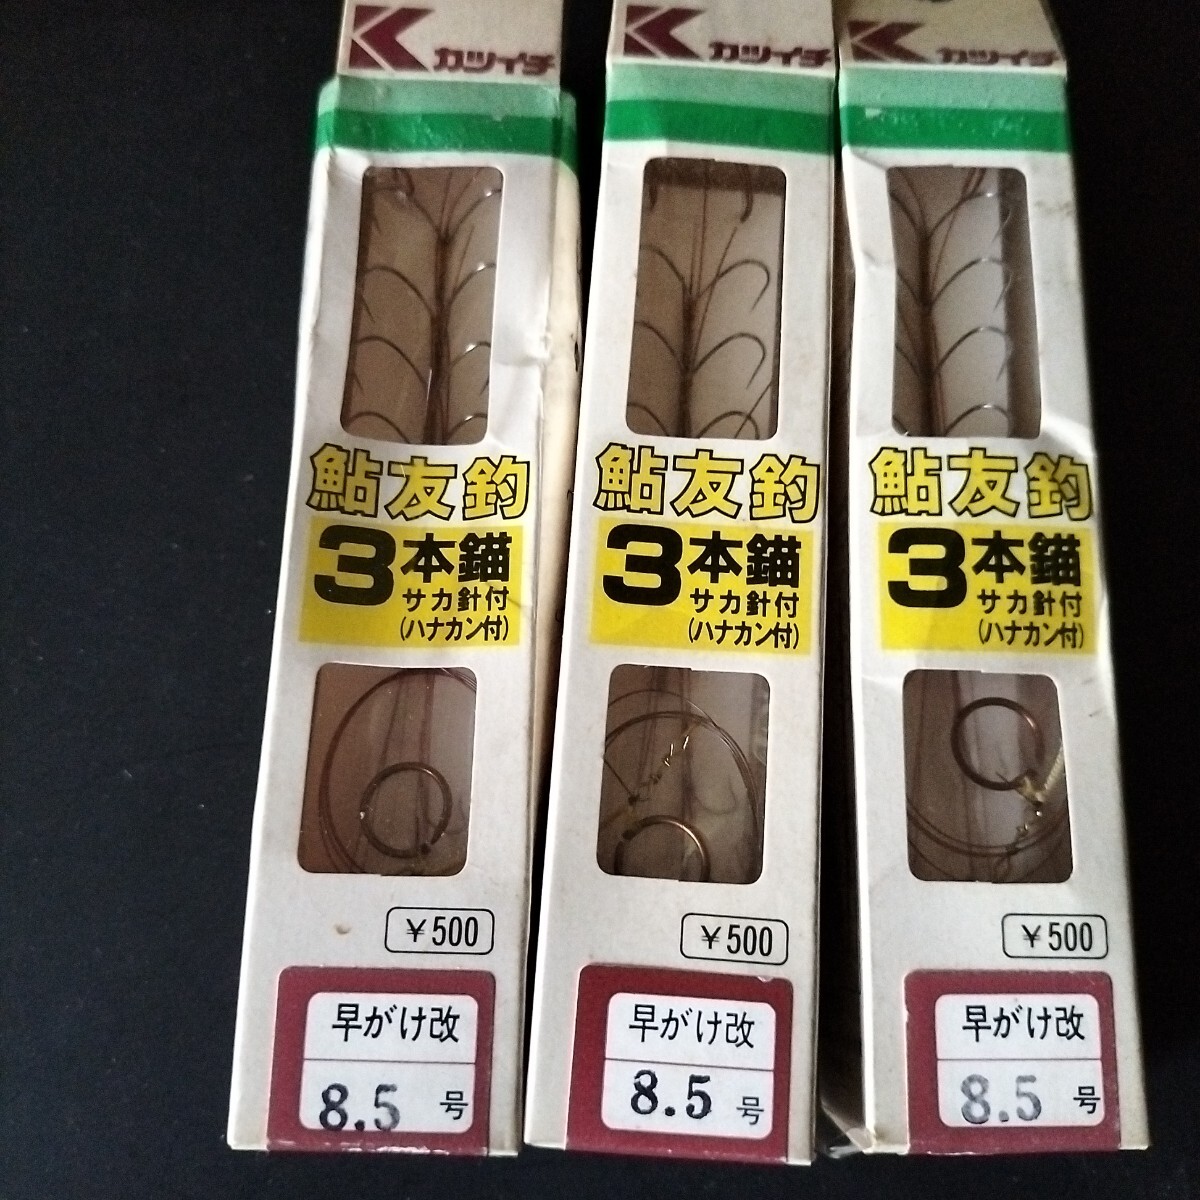 カツイチ
鮎友釣
3本錨
サカ針付
(ハナカン付)
¥500
早がけ改
8.5号
カツイチ
鮎友釣
3本錨
サカ針付
(ハナカン付)
¥500
早がけ改
8.5号
カツイチ
鮎友釣
3本錨
サカ針付
(ハナカン付)
¥500
早がけ改
8.5号